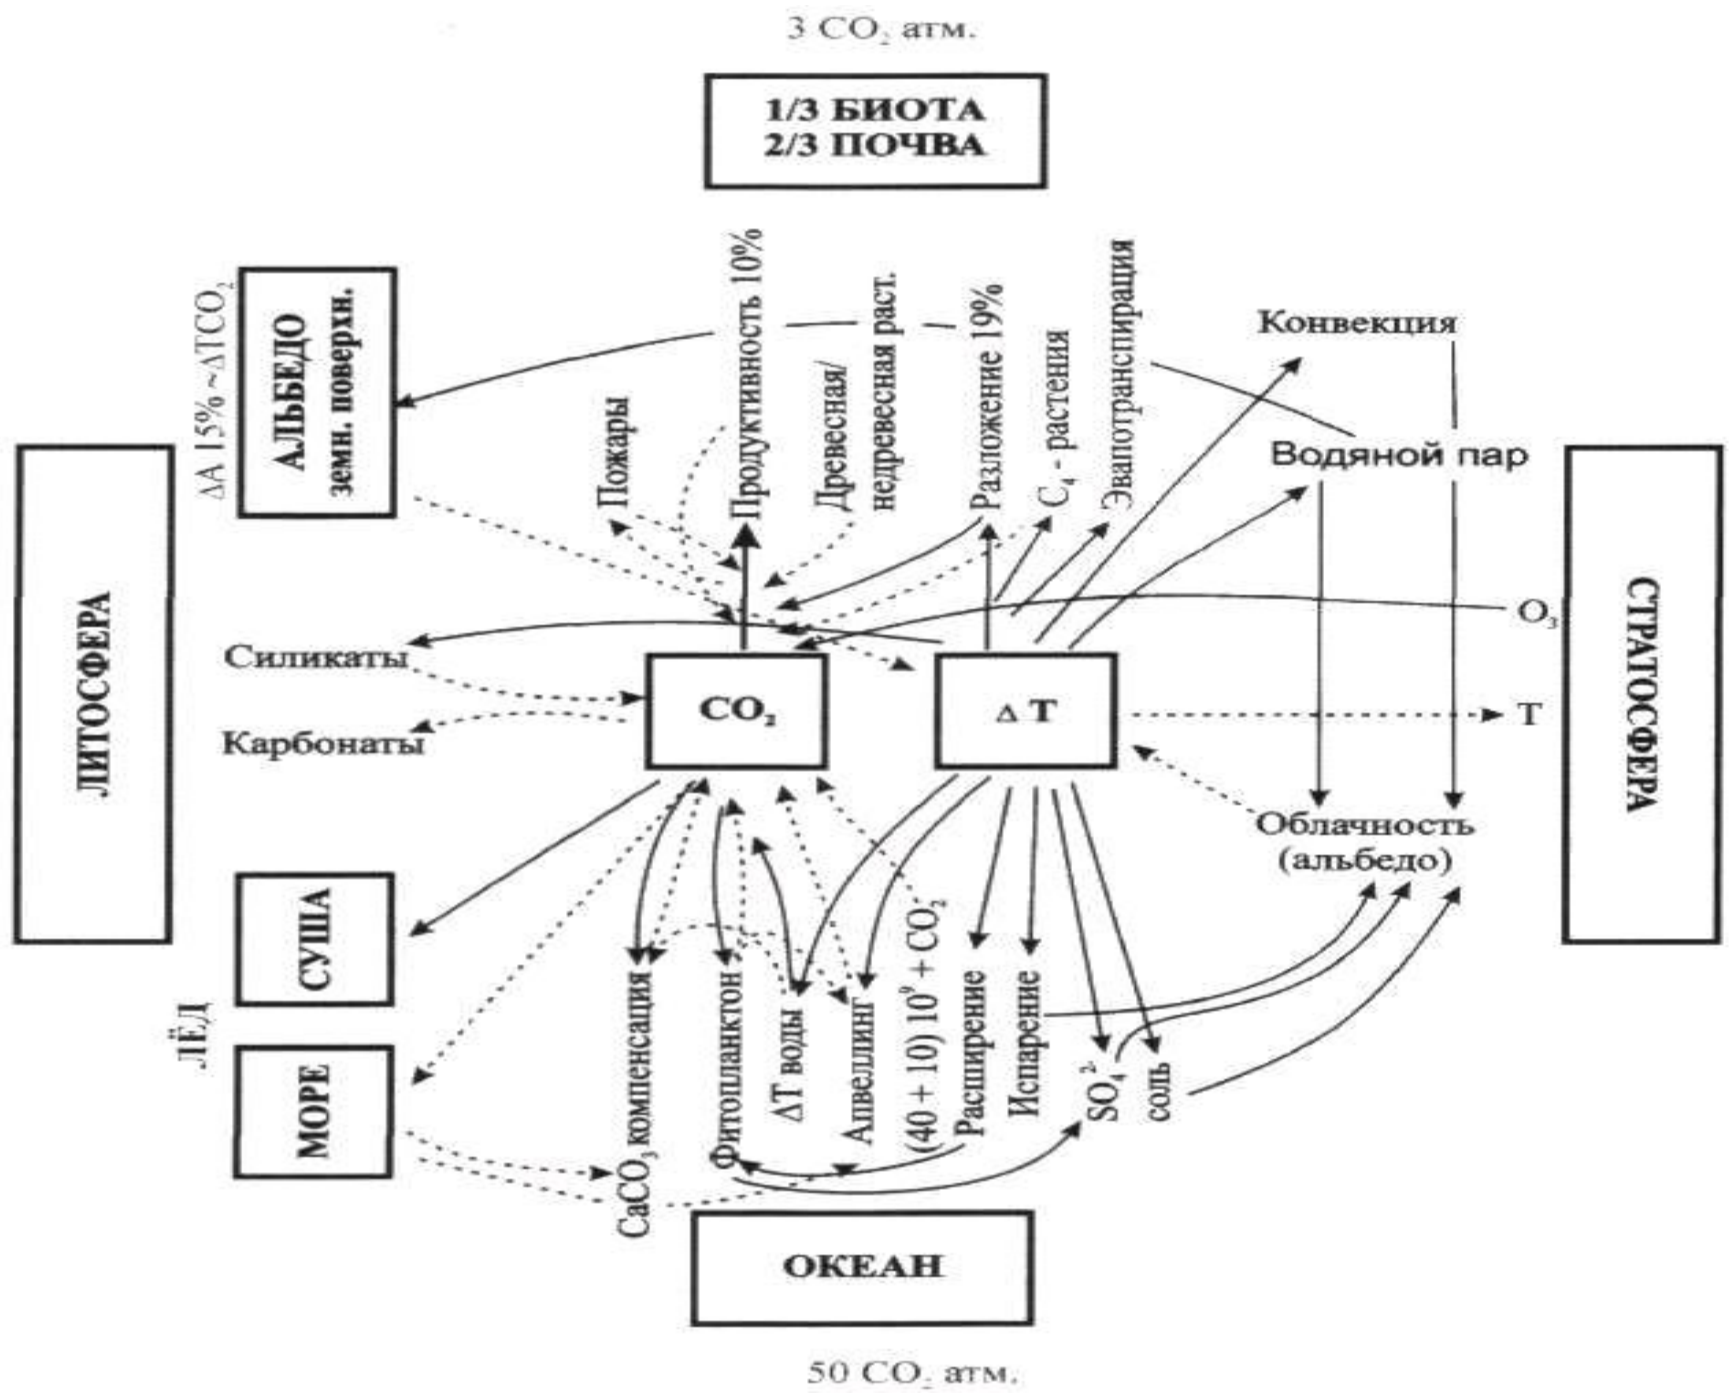 3 CO₂ атм.
1/3 БИОТА
2/3 ПОЧВА
ΔA 15% ~ΔTCO₂
АЛЬБЕДО
земн. поверхн.
Пожары
Продуктивность 10%
Древесная/
недревесная раст.
Разложение 19%
C₄ - растения
Эвапотранспирация
Конвекция
Водяной пар
ЛИТОСФЕРА
Силикаты
Карбонаты
CO₂
Δ T
O₃
T
СТРАТОСФЕРА
Облачность
(альбедо)
ЛЁД
СУША
МОРЕ
CaCO₃ компенсация
Фитопланктон
ΔT воды
Апвеллинг
(40 + 10) 10⁹ + CO₂
Расширение
Испарение
SO₄²⁻
соль
ОКЕАН
50 CO₂ атм.